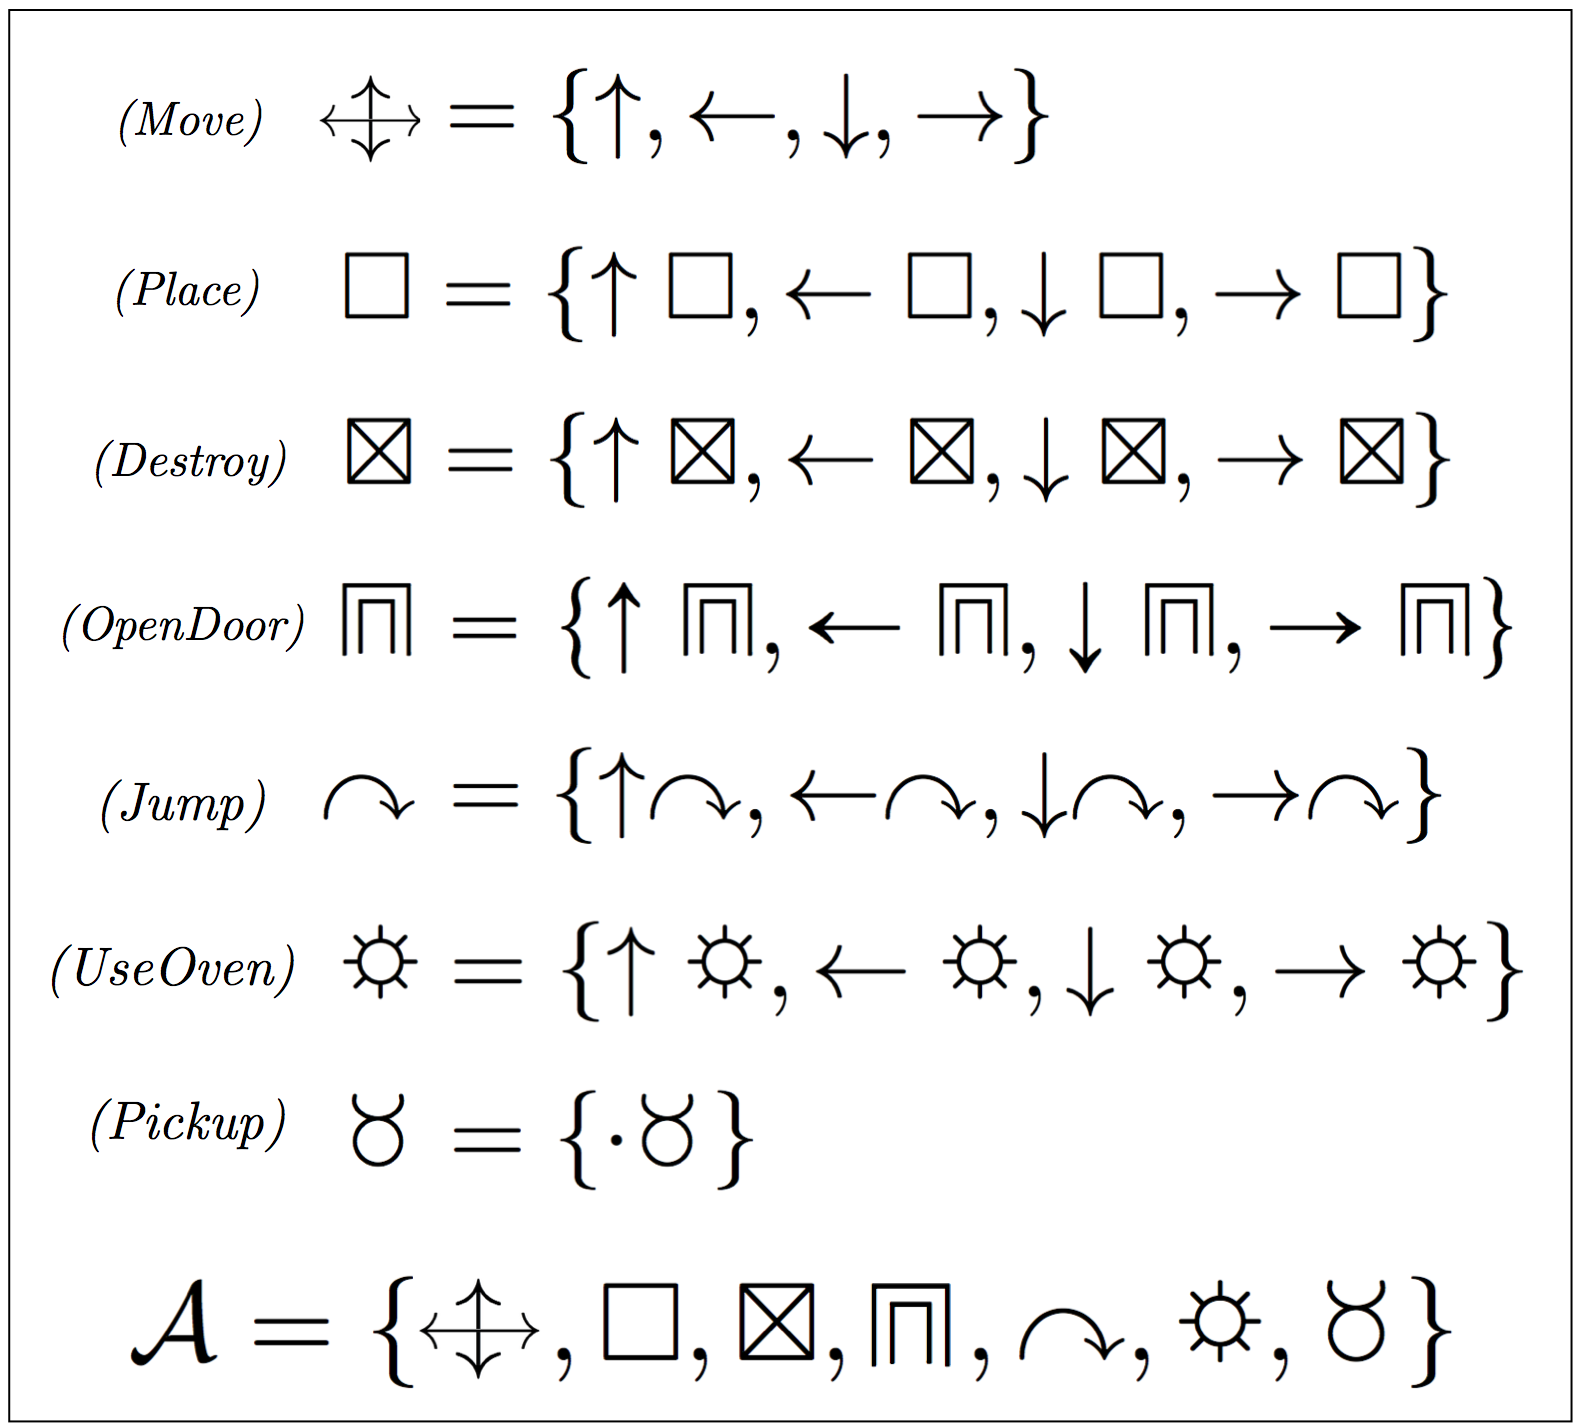 (Move) ⟷↕ = {↑, ←, ↓, →}
(Place) □ = {↑ □, ← □, ↓ □, → □}
(Destroy) ⊠ = {↑ ⊠, ← ⊠, ↓ ⊠, → ⊠}
(OpenDoor) ⩎ = {↑ ⩎, ← ⩎, ↓ ⩎, → ⩎}
(Jump) ↷ = {↑↷, ←↷, ↓↷, →↷}
(UseOven) ☼ = {↑ ☼, ← ☼, ↓ ☼, → ☼}
(Pickup) ♉ = {·♉}
𝒜 = {⟷↕, □, ⊠, ⩎, ↷, ☼, ♉}